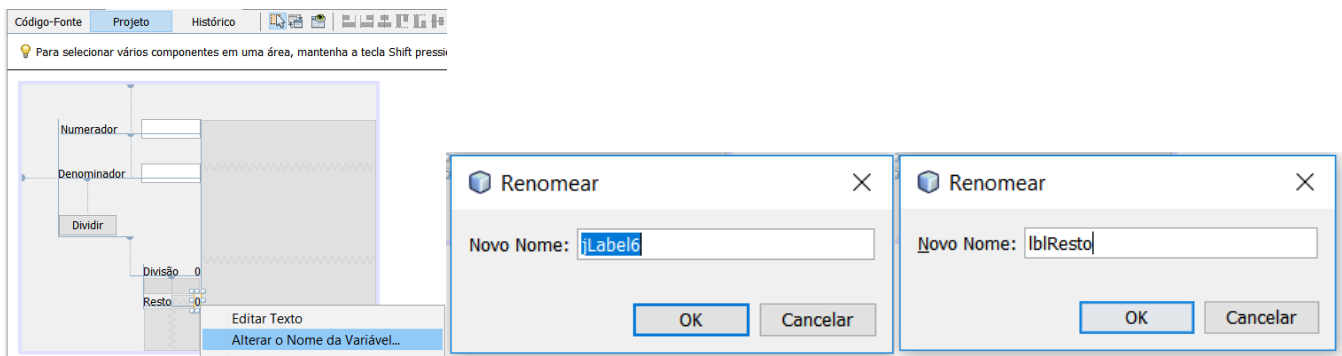 Código-Fonte Projeto Histórico
Para selecionar vários componentes em uma área, mantenha a tecla Shift pressi
Numerador
Denominador
Dividir
Divisão 0
Resto 0
Editar Texto
Alterar o Nome da Variável...
Renomear
Novo Nome: jLabel6
OK Cancelar
Renomear
Novo Nome: lblResto
OK Cancelar